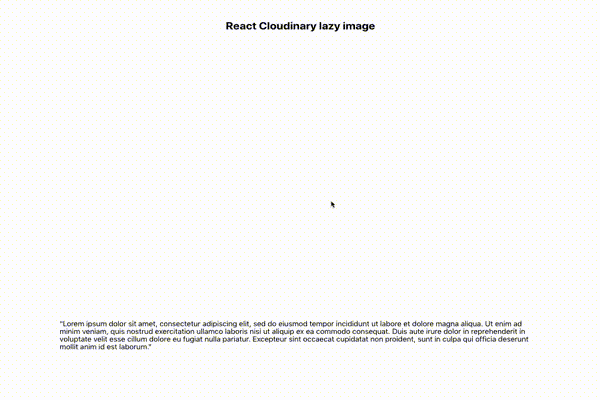 React Cloudinary lazy image
"Lorem ipsum dolor sit amet, consectetur adipiscing elit, sed do eiusmod tempor incididunt ut labore et dolore magna aliqua. Ut enim ad
minim veniam, quis nostrud exercitation ullamco laboris nisi ut aliquip ex ea commodo consequat. Duis aute irure dolor in reprehenderit in
voluptate velit esse cillum dolore eu fugiat nulla pariatur. Excepteur sint occaecat cupidatat non proident, sunt in culpa qui officia deserunt
mollit anim id est laborum."